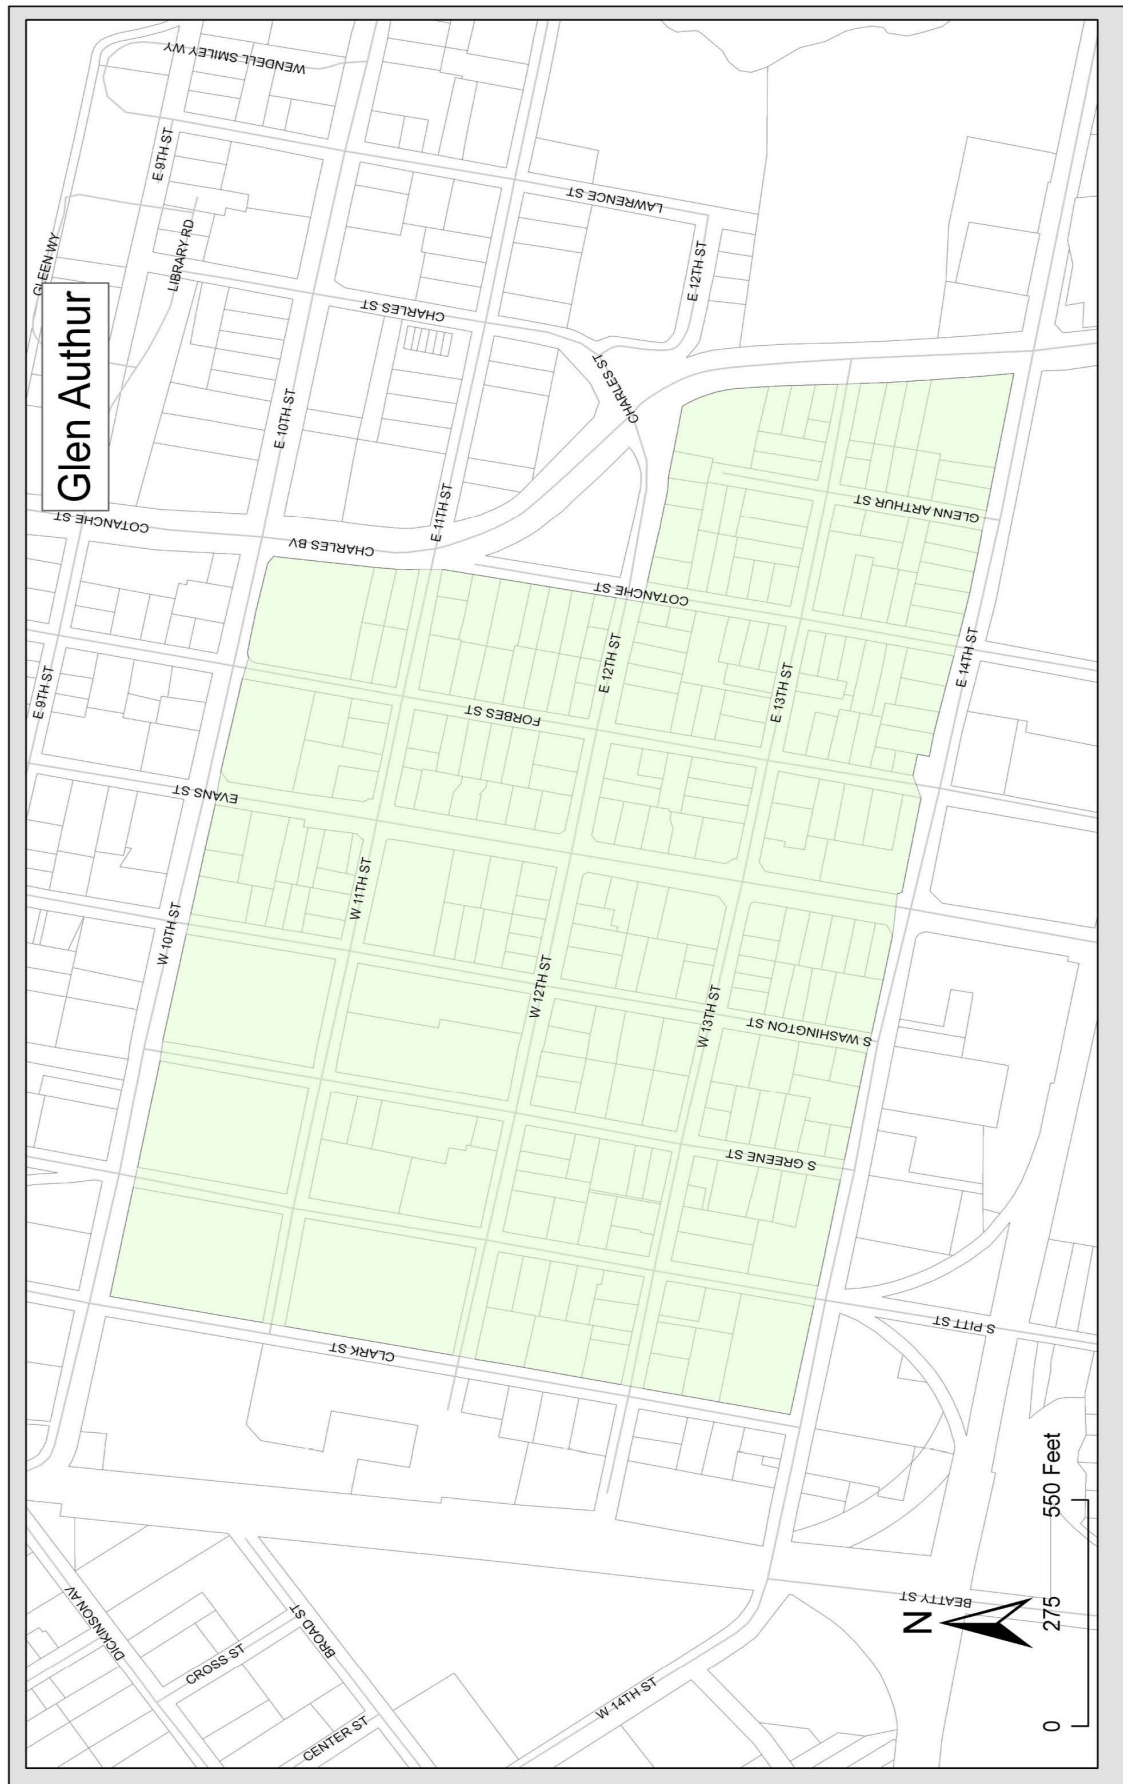 Glen Authur
WENDELL SMILEY WY
E 9TH ST
GLEEN WY
LIBRARY RD
LAWRENCE ST
E 12TH ST
CHARLES ST
CHARLES ST
E 10TH ST
COTANCHE ST
CHARLES BV
E 11TH ST
GLENN ARTHUR ST
COTANCHE ST
E 9TH ST
E 12TH ST
E 13TH ST
E 14TH ST
FORBES ST
EVANS ST
W 10TH ST
W 11TH ST
W 12TH ST
W 13TH ST
S WASHINGTON ST
S GREENE ST
CLARK ST
S PITT ST
DICKINSON AV
CROSS ST
BROAD ST
CENTER ST
W 14TH ST
BEATTY ST
N
0 275 550 Feet